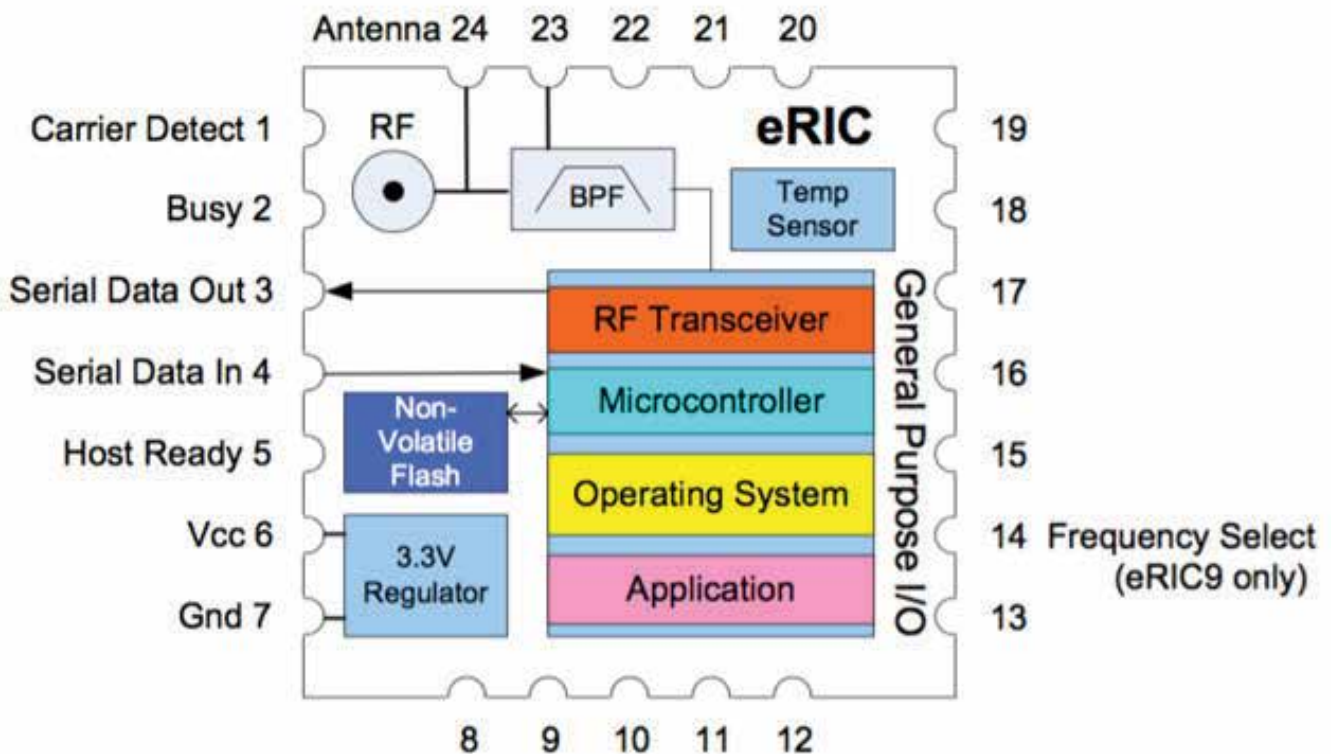 Antenna 24 23 22 21 20
Carrier Detect 1
RF
eRIC
19
Busy 2
BPF
Temp
Sensor
18
Serial Data Out 3
17
RF Transceiver
Serial Data In 4
16
Microcontroller
Non-
Volatile
Flash
Host Ready 5
15
Operating System
General Purpose I/O
Vcc 6
3.3V
Regulator
14 Frequency Select
(eRIC9 only)
Application
Gnd 7
13
8 9 10 11 12